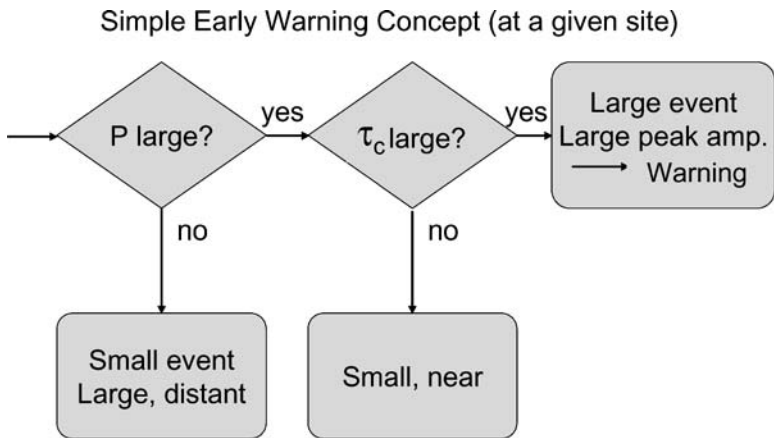 Simple Early Warning Concept (at a given site)
P large?
yes
τc large?
yes
Large event
Large peak amp.
Warning
no
no
Small event
Large, distant
Small, near